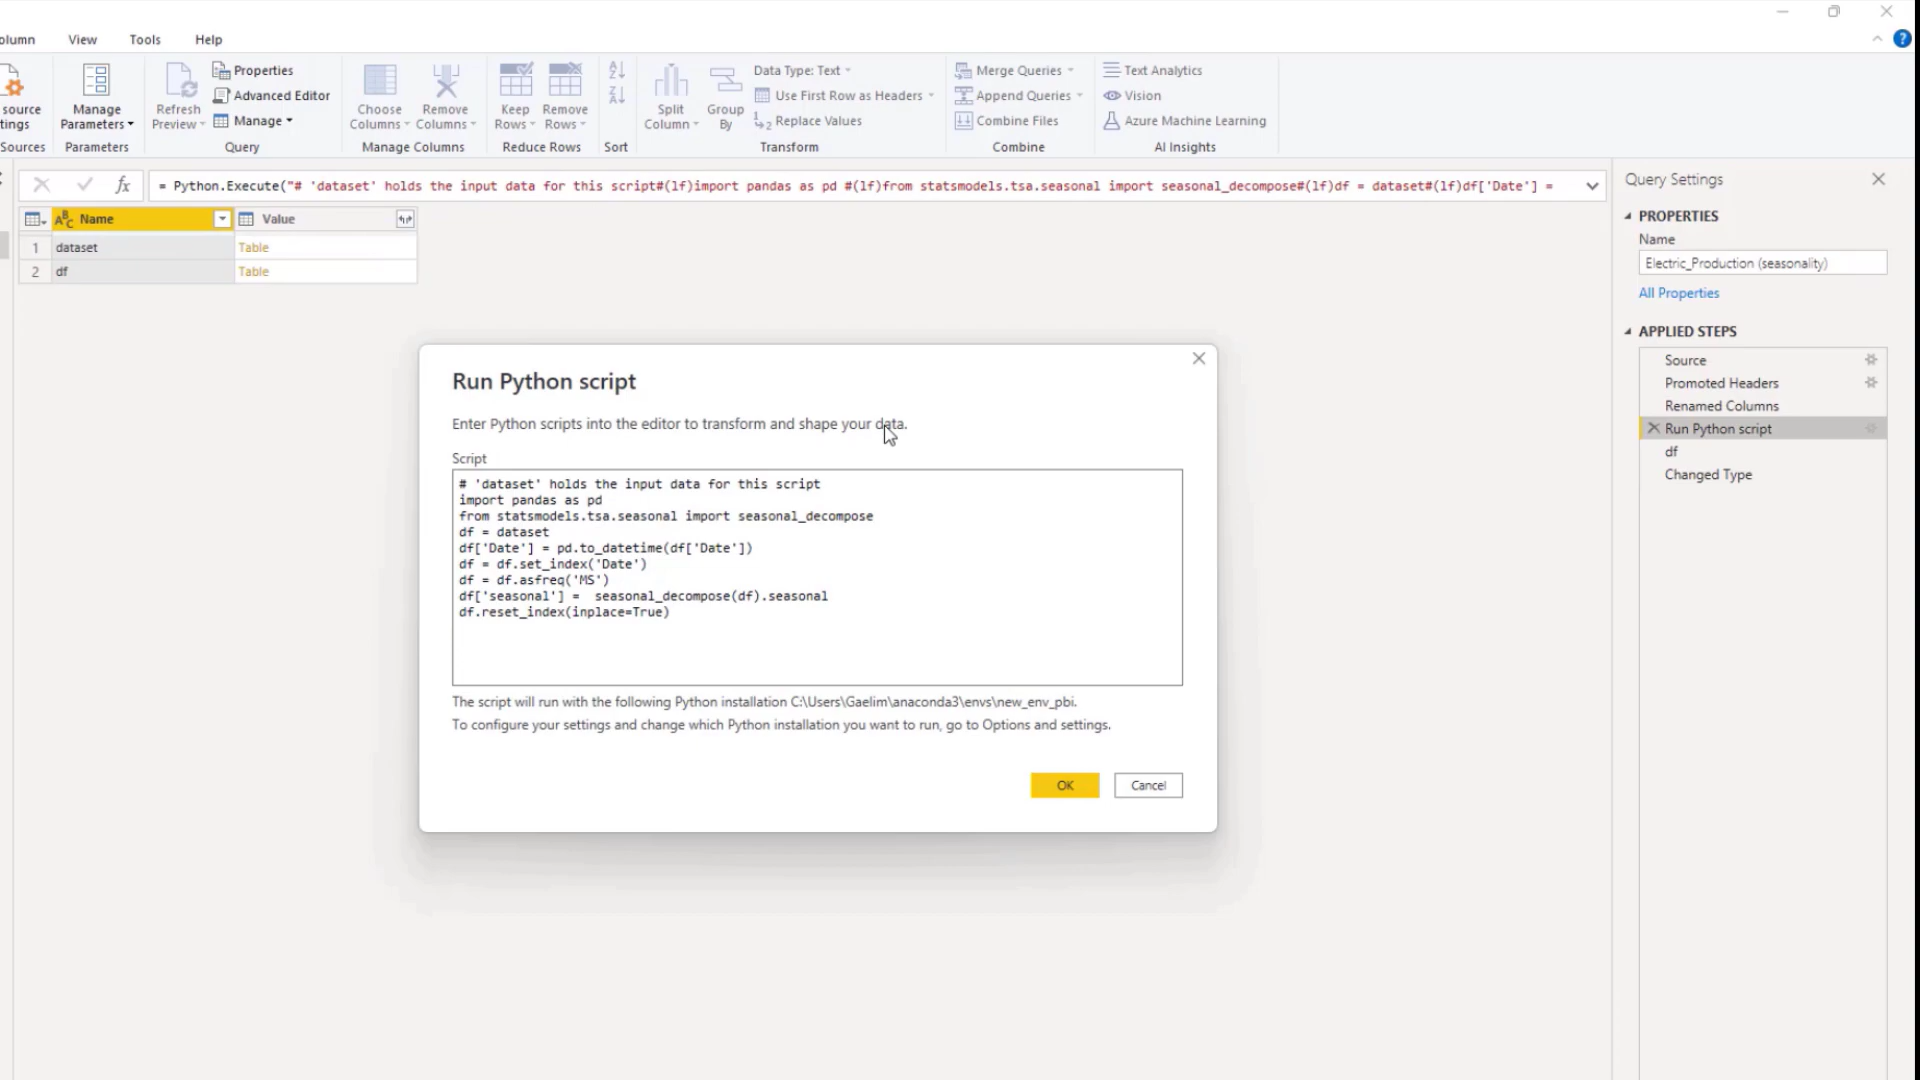 olumn View Tools Help
source
tings
Sources
Manage
Parameters
Parameters
Refresh
Preview
Properties
Advanced Editor
Manage
Query
Choose
Columns
Remove
Columns
Manage Columns
Keep
Rows
Remove
Rows
Reduce Rows
Sort
Split
Column
Group
By
Data Type: Text
Use First Row as Headers
Replace Values
Transform
Merge Queries
Append Queries
Combine Files
Combine
Text Analytics
Vision
Azure Machine Learning
AI Insights
= Python.Execute("# 'dataset' holds the input data for this script#(lf)import pandas as pd #(lf)from statsmodels.tsa.seasonal import seasonal_decompose#(lf)df = dataset#(lf)df['Date'] =
Name Value
1 dataset Table
2 df Table
Run Python script
Enter Python scripts into the editor to transform and shape your data.
Script
# 'dataset' holds the input data for this script
import pandas as pd
from statsmodels.tsa.seasonal import seasonal_decompose
df = dataset
df['Date'] = pd.to_datetime(df['Date'])
df = df.set_index('Date')
df = df.asfreq('MS')
df['seasonal'] =  seasonal_decompose(df).seasonal
df.reset_index(inplace=True)
The script will run with the following Python installation C:\Users\Gaelim\anaconda3\envs\new_env_pbi.
To configure your settings and change which Python installation you want to run, go to Options and settings.
OK Cancel
Query Settings
PROPERTIES
Name
Electric_Production (seasonality)
All Properties
APPLIED STEPS
Source
Promoted Headers
Renamed Columns
Run Python script
df
Changed Type